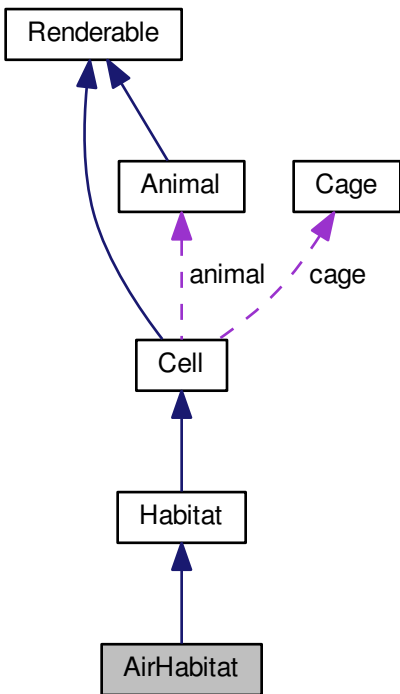 Renderable
Animal
Cage
animal
cage
Cell
Habitat
AirHabitat